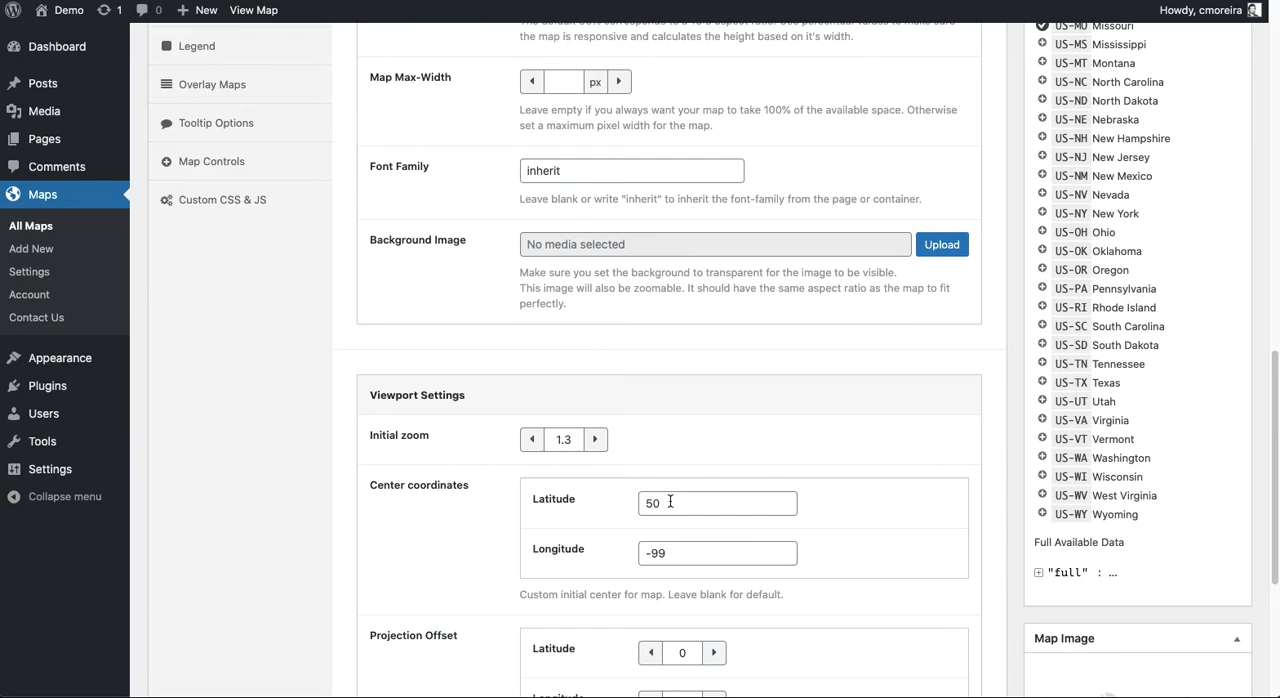 Demo 1 0 New View Map Howdy, cmoreira
Dashboard
Posts
Media
Pages
Comments
Maps
All Maps
Add New
Settings
Account
Contact Us
Appearance
Plugins
Users
Tools
Settings
Collapse menu
Legend
Overlay Maps
Tooltip Options
Map Controls
Custom CSS & JS
the map is responsive and calculates the height based on it's width.
Map Max-Width
px
Leave empty if you always want your map to take 100% of the available space. Otherwise
set a maximum pixel width for the map.
Font Family
inherit
Leave blank or write "inherit" to inherit the font-family from the page or container.
Background Image
No media selected
Upload
Make sure you set the background to transparent for the image to be visible.
This image will also be zoomable. It should have the same aspect ratio as the map to fit
perfectly.
Viewport Settings
Initial zoom
1.3
Center coordinates
Latitude
50
Longitude
-99
Custom initial center for map. Leave blank for default.
Projection Offset
Latitude
0
US-MO Missouri
US-MS Mississippi
US-MT Montana
US-NC North Carolina
US-ND North Dakota
US-NE Nebraska
US-NH New Hampshire
US-NJ New Jersey
US-NM New Mexico
US-NV Nevada
US-NY New York
US-OH Ohio
US-OK Oklahoma
US-OR Oregon
US-PA Pennsylvania
US-RI Rhode Island
US-SC South Carolina
US-SD South Dakota
US-TN Tennessee
US-TX Texas
US-UT Utah
US-VA Virginia
US-VT Vermont
US-WA Washington
US-WI Wisconsin
US-WV West Virginia
US-WY Wyoming
Full Available Data
"full" : ...
Map Image